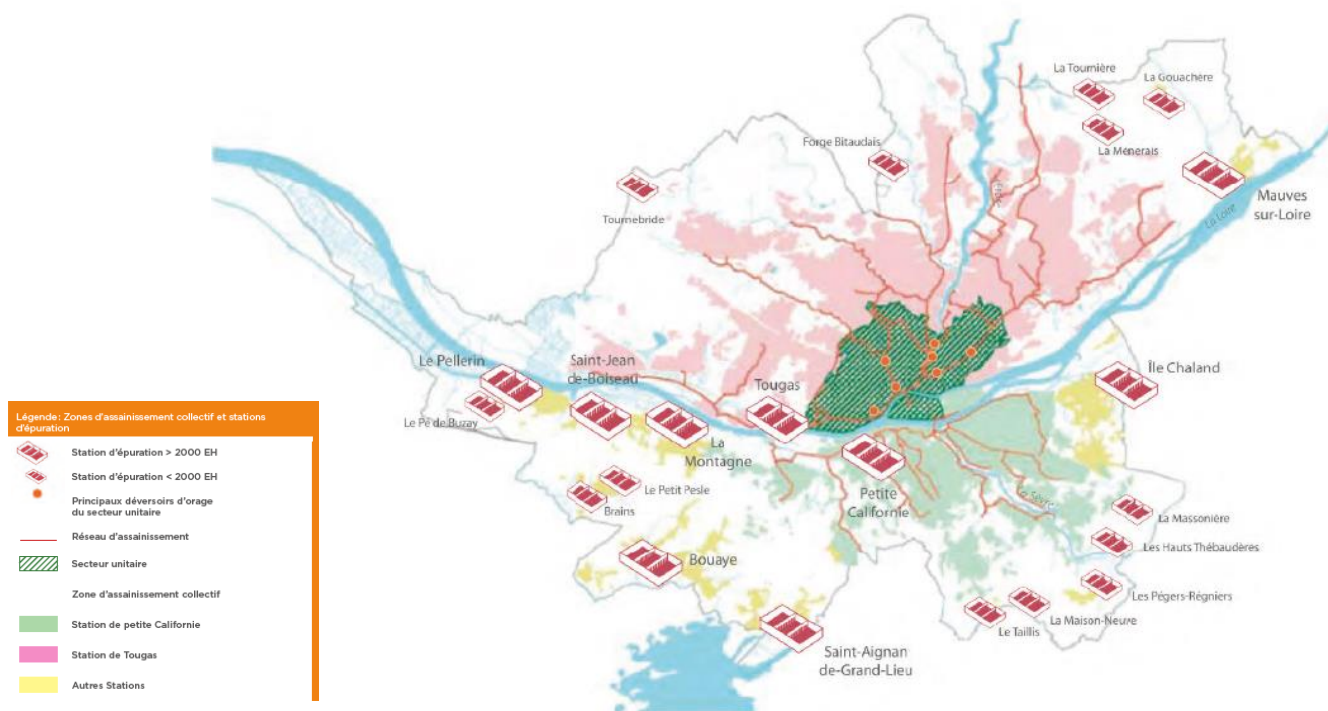 La Tournière
La Gouachère
Forge Bitaudais
La Menerais
Mauves
sur-Loire
La Loire
Tournebride
Erdre
Le Pellerin
Saint-Jean
de-Boiseau
Tougas
Île Chaland
Le Pé de Buzay
La
Montagne
Petite
Californie
Le Petit Pesle
Brains
La Sèvre
La Massonière
Les Hauts Thébaudères
Bouaye
Les Pégers-Régniers
La Maison-Neuve
Le Taillis
Saint-Aignan
de-Grand-Lieu
Légende: Zones d'assainissement collectif et stations
d'épuration
Station d'épuration > 2000 EH
Station d'épuration < 2000 EH
Principaux déversoirs d'orage
du secteur unitaire
Réseau d'assainissement
Secteur unitaire
Zone d'assainissement collectif
Station de petite Californie
Station de Tougas
Autres Stations